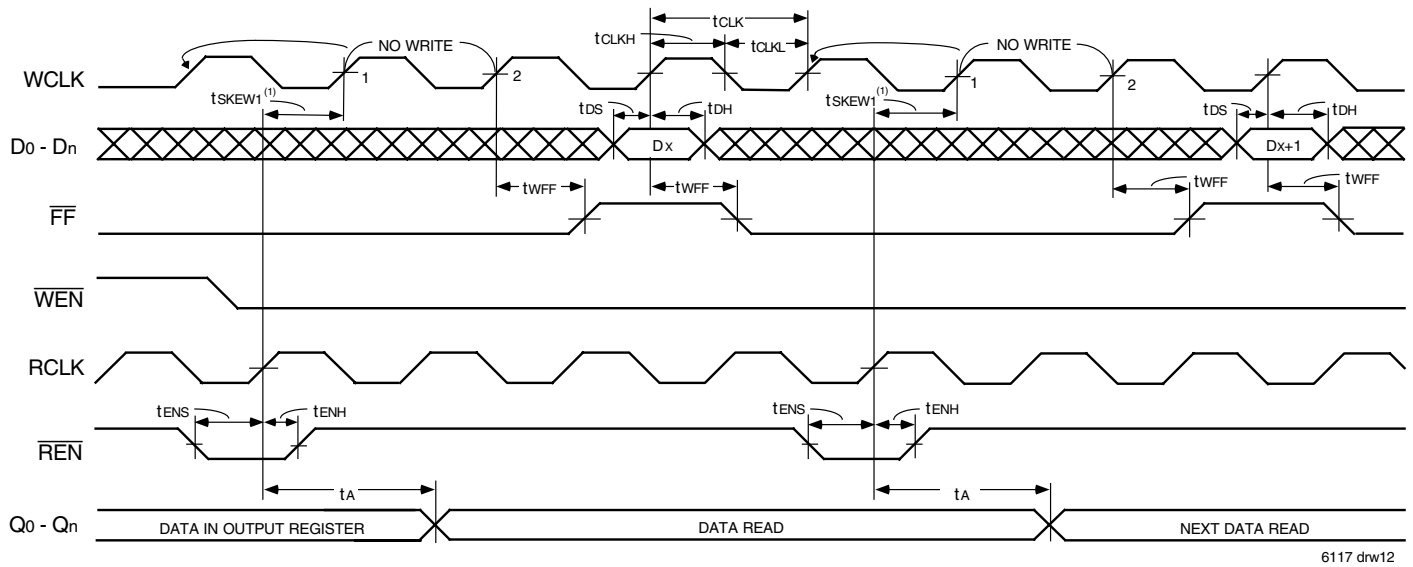 tCLK
tCLKH
tCLKL
NO WRITE
NO WRITE
WCLK
1
2
1
2
tSKEW1(1)
tDS
tDH
tSKEW1(1)
tDS
tDH
D0 - Dn
DX
DX+1
tWFF
tWFF
tWFF
tWFF
FF
WEN
RCLK
tENS
tENH
tENS
tENH
REN
tA
tA
Q0 - Qn
DATA IN OUTPUT REGISTER
DATA READ
NEXT DATA READ
6117 drw12